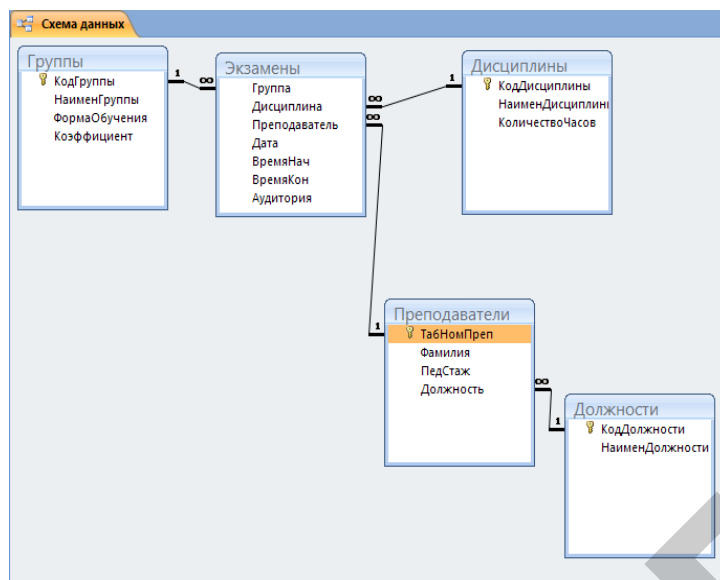 Схема данных
Группы
КодГруппы
НаименГруппы
ФормаОбучения
Коэффициент
1
∞
Экзамены
Группа
Дисциплина
Преподаватель
Дата
ВремяНач
ВремяКон
Аудитория
∞
∞
1
Дисциплины
КодДисциплины
НаименДисциплин
КоличествоЧасов
1
Преподаватели
ТабНомПреп
Фамилия
ПедСтаж
Должность
∞
1
Должности
КодДолжности
НаименДолжности